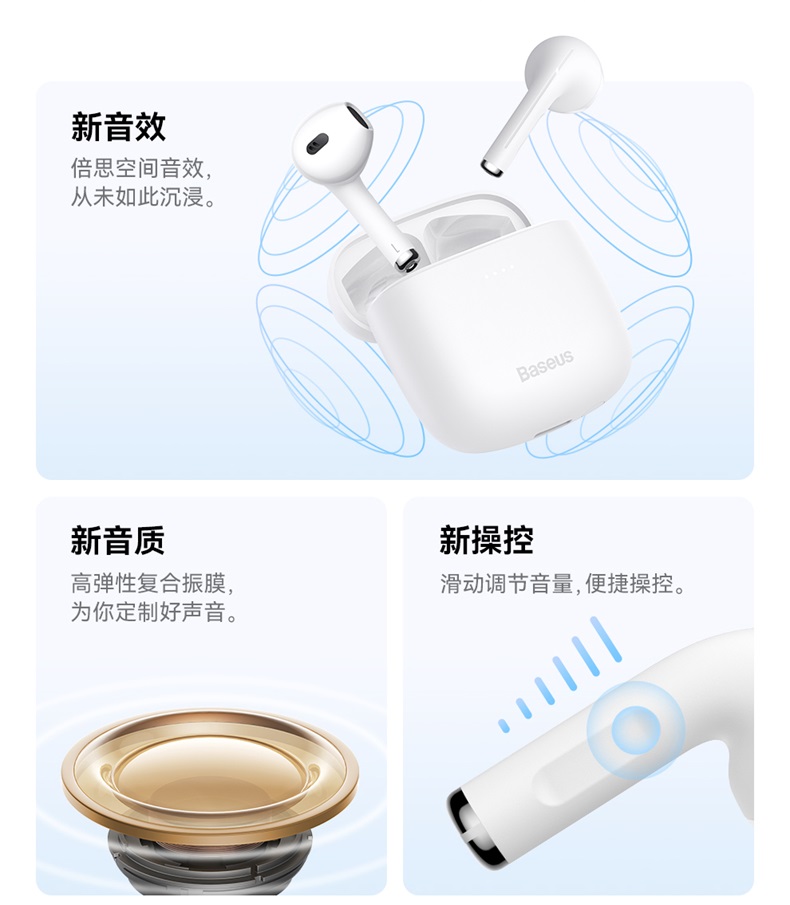 新音效
倍思空间音效，
从未如此沉浸。
Baseus
新音质
高弹性复合振膜，
为你定制好声音。
新操控
滑动调节音量，便捷操控。